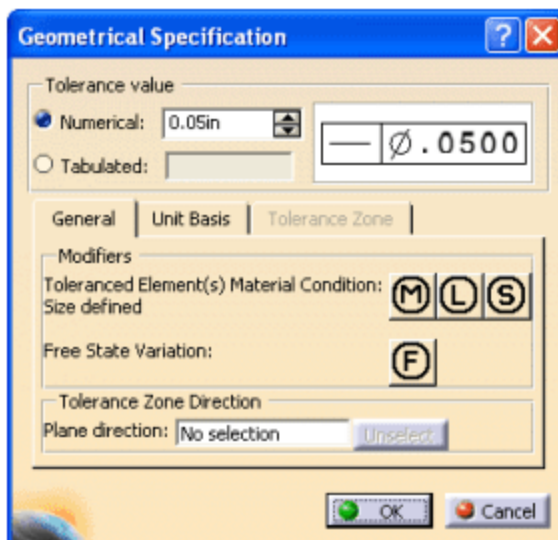 Geometrical Specification
Tolerance value
Numerical: 0.05in
— Ø.0500
Tabulated:
General Unit Basis Tolerance Zone
Modifiers
Toleranced Element(s) Material Condition: M L S
Size defined
Free State Variation: F
Tolerance Zone Direction
Plane direction: No selection Unselect
OK Cancel